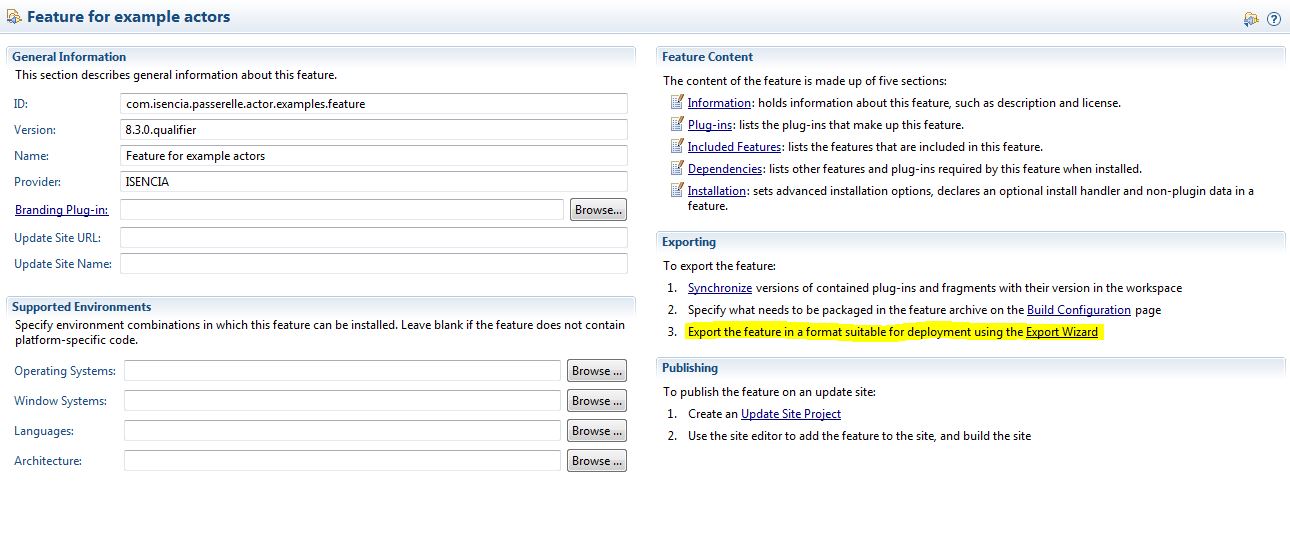 Feature for example actors
General Information
This section describes general information about this feature.
ID: com.isencia.passerelle.actor.examples.feature
Version: 8.3.0.qualifier
Name: Feature for example actors
Provider: ISENCIA
Branding Plug-in: Browse...
Update Site URL:
Update Site Name:
Supported Environments
Specify environment combinations in which this feature can be installed. Leave blank if the feature does not contain
platform-specific code.
Operating Systems: Browse ...
Window Systems: Browse ...
Languages: Browse ...
Architecture: Browse ...
Feature Content
The content of the feature is made up of five sections:
Information: holds information about this feature, such as description and license.
Plug-ins: lists the plug-ins that make up this feature.
Included Features: lists the features that are included in this feature.
Dependencies: lists other features and plug-ins required by this feature when installed.
Installation: sets advanced installation options, declares an optional install handler and non-plugin data in a
feature.
Exporting
To export the feature:
1. Synchronize versions of contained plug-ins and fragments with their version in the workspace
2. Specify what needs to be packaged in the feature archive on the Build Configuration page
3. Export the feature in a format suitable for deployment using the Export Wizard
Publishing
To publish the feature on an update site:
1. Create an Update Site Project
2. Use the site editor to add the feature to the site, and build the site